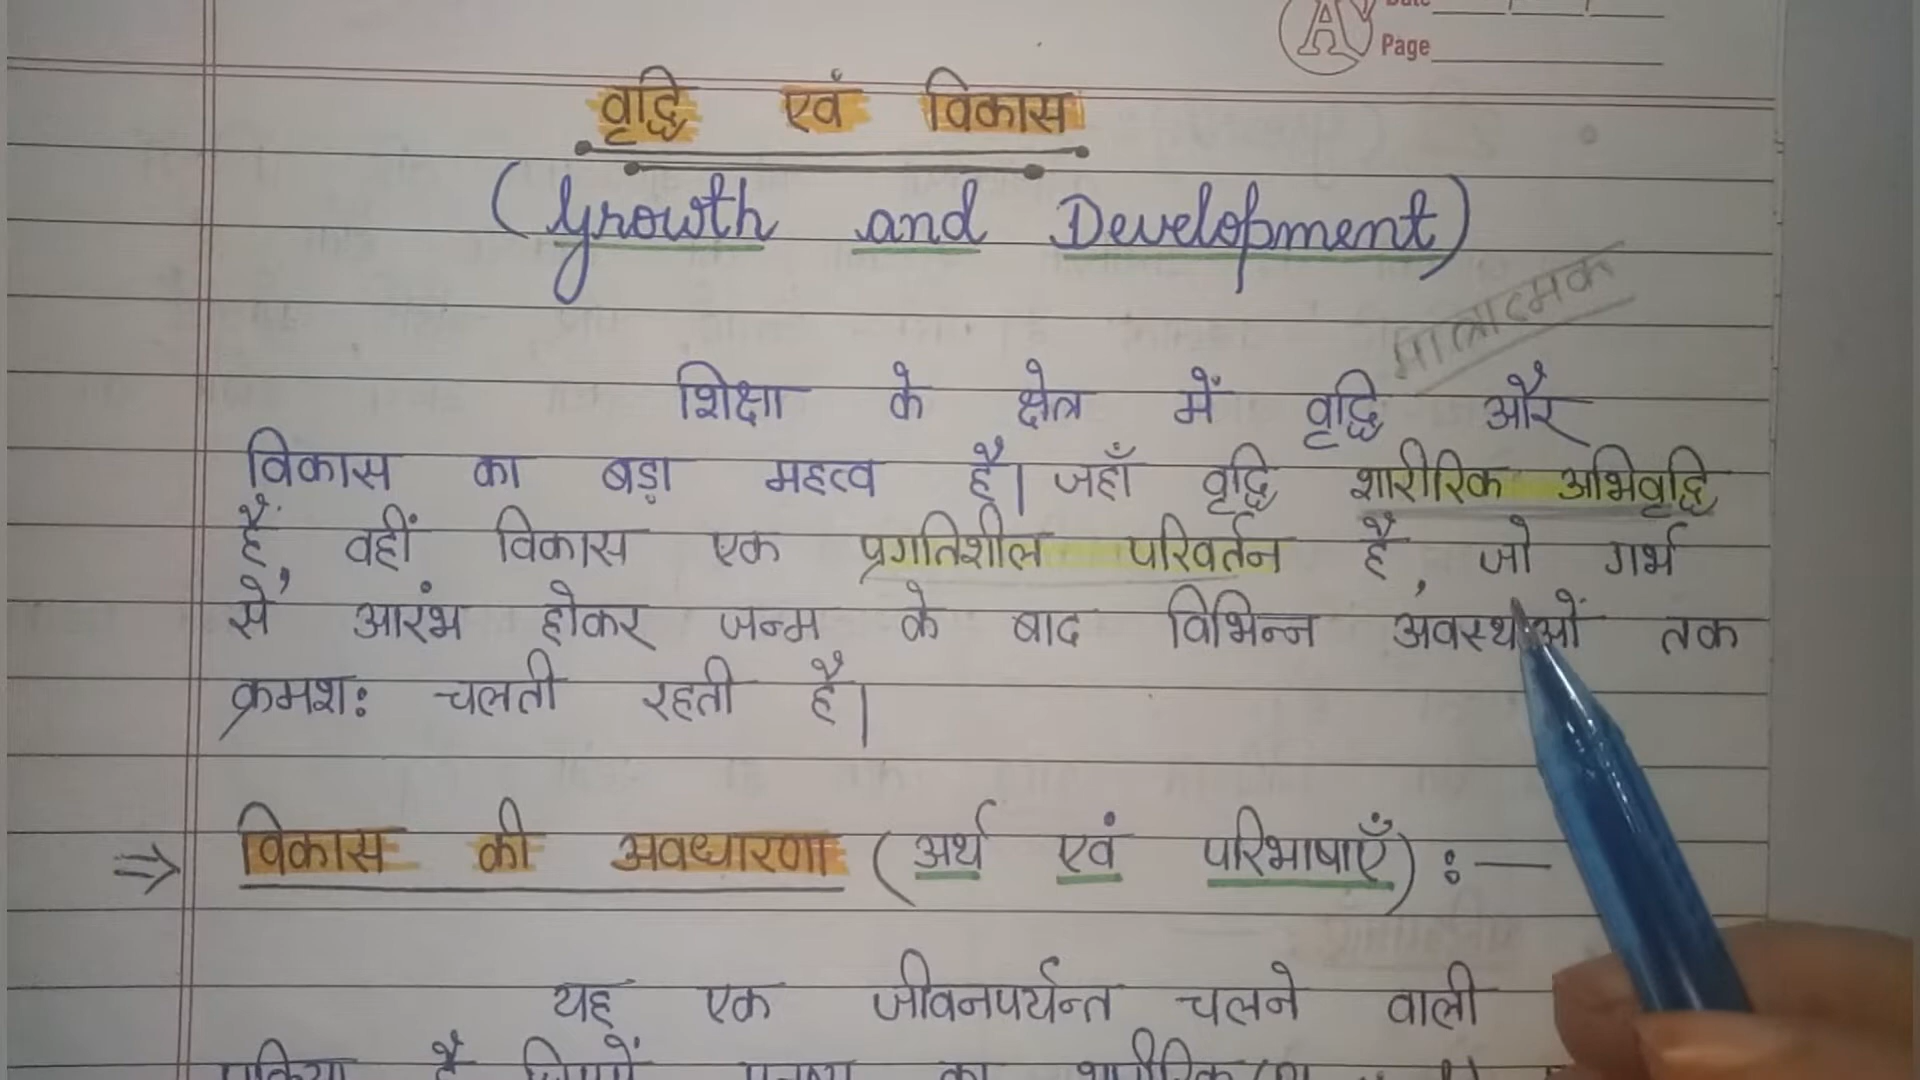 Date
Page
वृद्धि एवं विकास
(Growth and Development)
मात्रात्मक
शिक्षा के क्षेत्र में वृद्धि और
विकास का बड़ा महत्व है। जहाँ वृद्धि शारीरिक अभिवृद्धि
है, वहीं विकास एक प्रगतिशील परिवर्तन है, जो गर्भ
से आरंभ होकर जन्म के बाद विभिन्न अवस्थाओं तक
क्रमशः चलती रहती है।
⇒ विकास की अवधारणा (अर्थ एवं परिभाषाएँ) :—
यह एक जीवनपर्यन्त चलने वाली